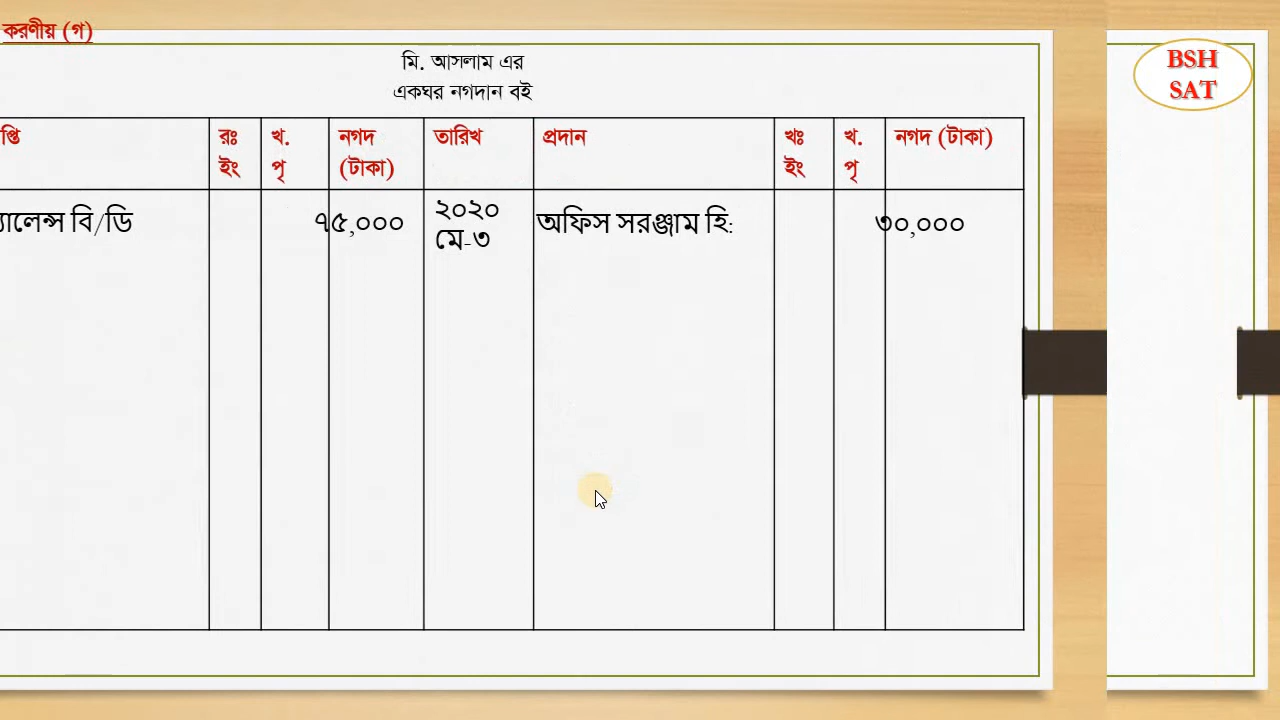 করণীয় (গ)
মি. আসলাম এর
একঘর নগদান বই
BSH
SAT
প্তি রঃ ইং খ. পৃ নগদ (টাকা) তারিখ প্রদান খঃ ইং খ. পৃ নগদ (টাকা)
যালেন্স বি/ডি ৭৫,০০০ ২০২০ মে-৩ অফিস সরঞ্জাম হি: ৩০,০০০